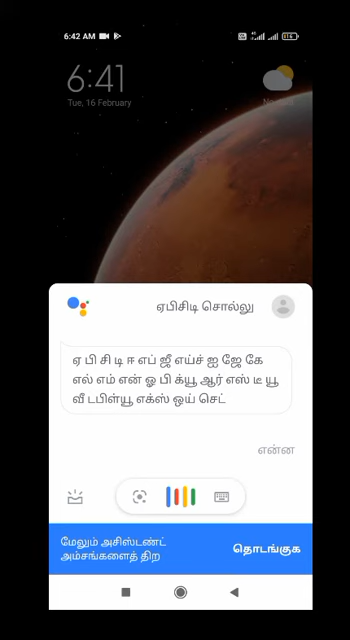 6:42 AM
6:41
Tue, 16 February
ஏபிசிடி சொல்லு
ஏ பி சி டி ஈ எப் ஜீ எய்ச் ஐ ஜே கே
எல் எம் என் ஓ பி க்யூ ஆர் எஸ் டீ யூ
வீ டபிள்யூ எக்ஸ் ஒய் செட்
என்ன
மேலும் அசிஸ்டண்ட்
அம்சங்களைத் திற
தொடங்குக